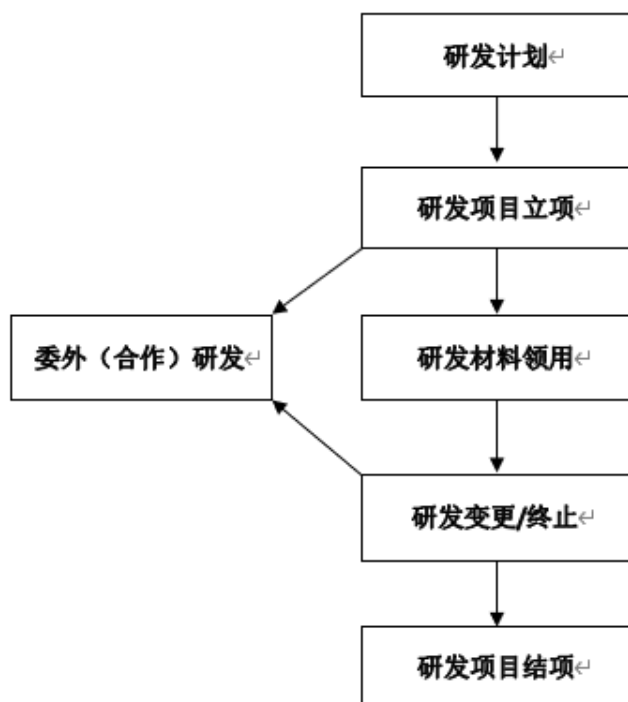 研发计划
研发项目立项
委外（合作）研发
研发材料领用
研发变更/终止
研发项目结项